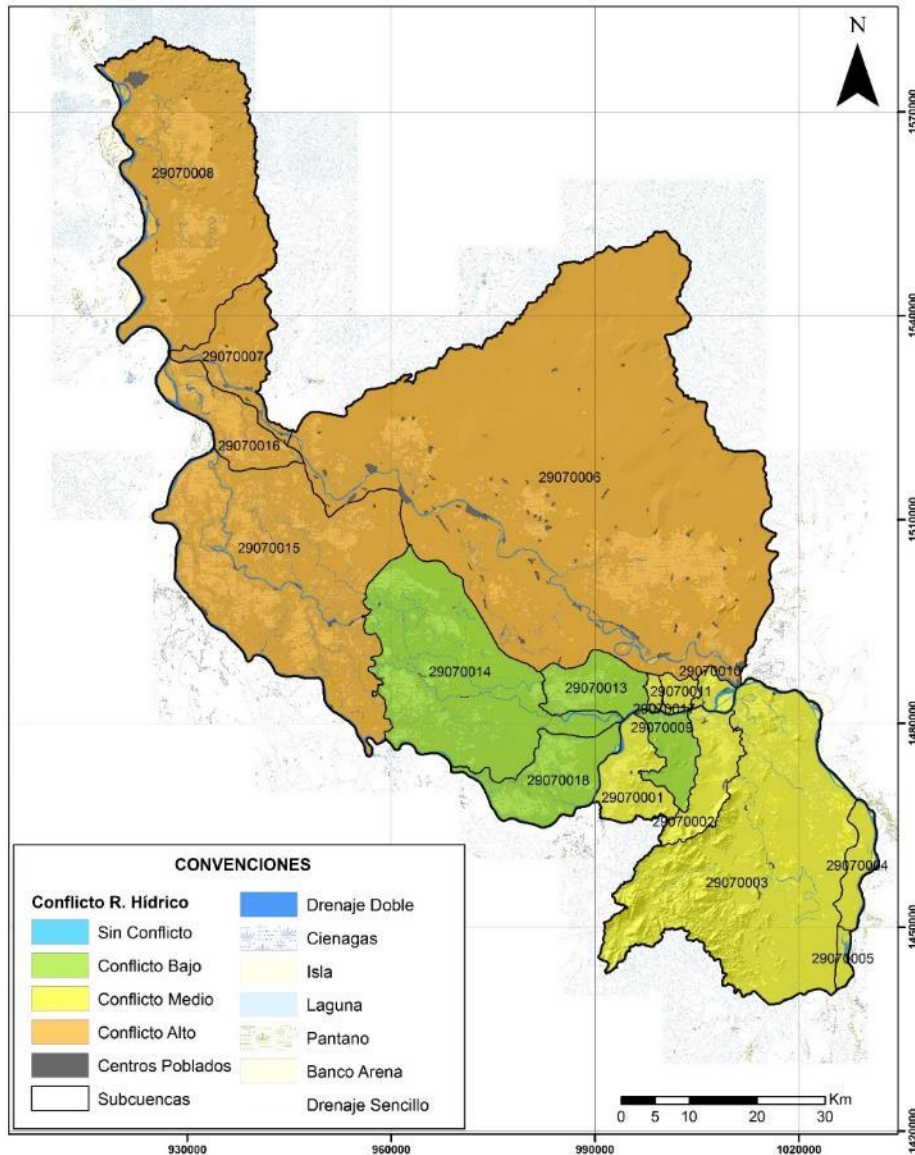 N
1570000
1540000
1510000
1480000
1450000
1420000
29070008
29070007
29070016
29070006
29070015
29070010
29070014
29070013
29070011
29070009
29070018
29070001
29070002
29070003
29070004
29070005
CONVENCIONES
Conflicto R. Hídrico
Sin Conflicto
Conflicto Bajo
Conflicto Medio
Conflicto Alto
Centros Poblados
Subcuencas
Drenaje Doble
Cienagas
Isla
Laguna
Pantano
Banco Arena
Drenaje Sencillo
Km
0 5 10 20 30
930000 960000 990000 1020000